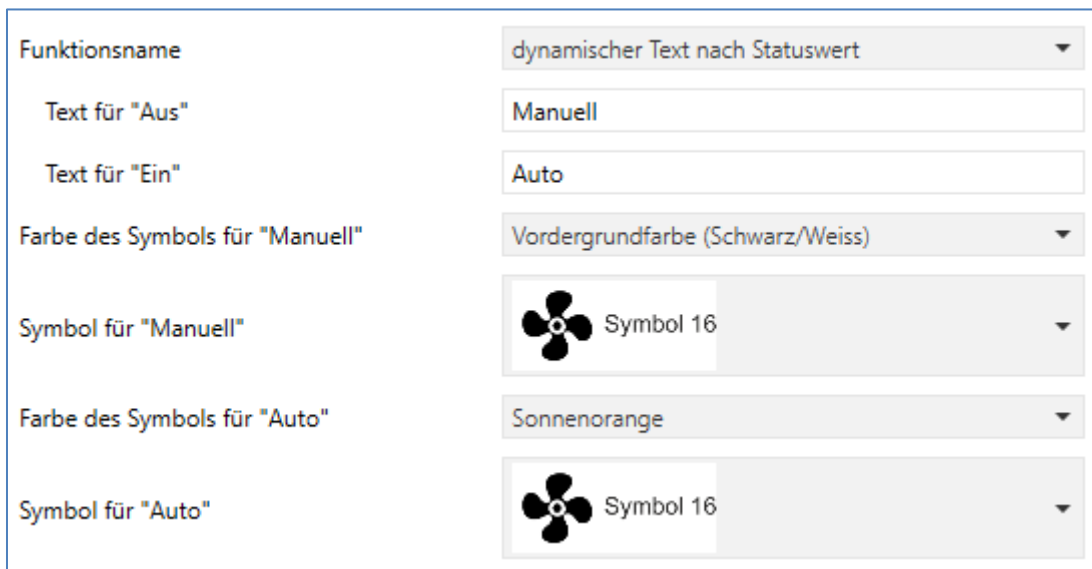 Funktionsname dynamischer Text nach Statuswert
Text für "Aus" Manuell
Text für "Ein" Auto
Farbe des Symbols für "Manuell" Vordergrundfarbe (Schwarz/Weiss)
Symbol für "Manuell" Symbol 16
Farbe des Symbols für "Auto" Sonnenorange
Symbol für "Auto" Symbol 16